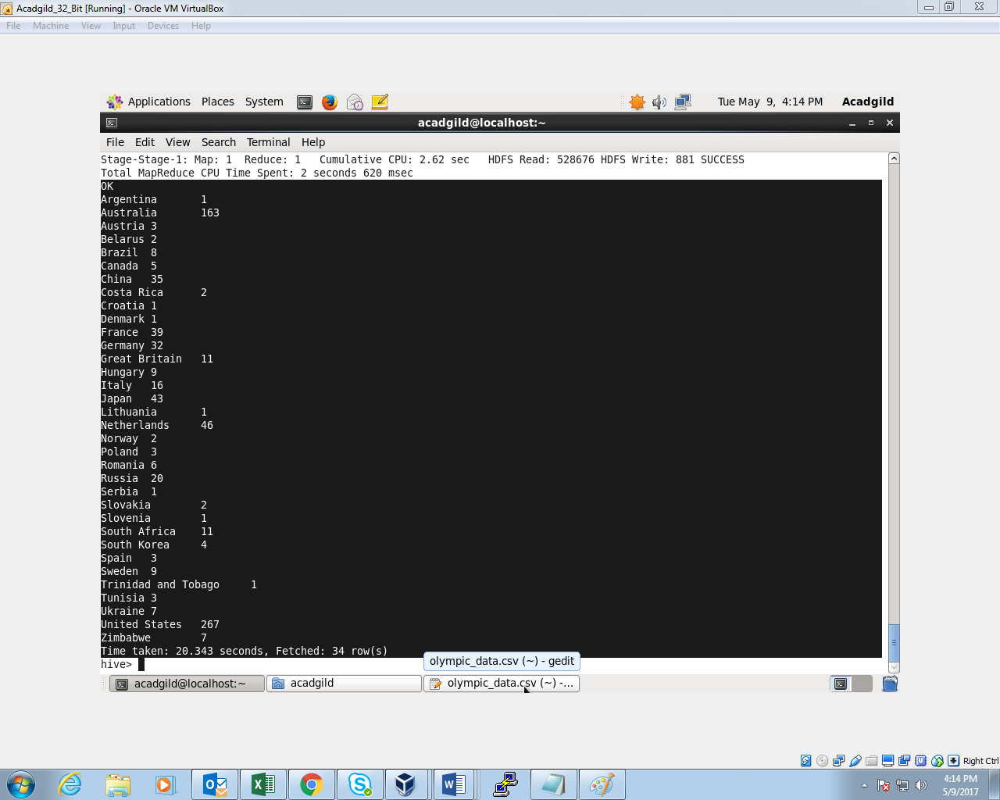 Acadgild_32_Bit [Running] - Oracle VM VirtualBox
File Machine View Input Devices Help
Applications Places System Tue May 9, 4:14 PM Acadgild
acadgild@localhost:~
File Edit View Search Terminal Help
Stage-Stage-1: Map: 1 Reduce: 1 Cumulative CPU: 2.62 sec HDFS Read: 528676 HDFS Write: 881 SUCCESS
Total MapReduce CPU Time Spent: 2 seconds 620 msec
OK
Argentina 1
Australia 163
Austria 3
Belarus 2
Brazil 8
Canada 5
China 35
Costa Rica 2
Croatia 1
Denmark 1
France 39
Germany 32
Great Britain 11
Hungary 9
Italy 16
Japan 43
Lithuania 1
Netherlands 46
Norway 2
Poland 3
Romania 6
Russia 20
Serbia 1
Slovakia 2
Slovenia 1
South Africa 11
South Korea 4
Spain 3
Sweden 9
Trinidad and Tobago 1
Tunisia 3
Ukraine 7
United States 267
Zimbabwe 7
Time taken: 20.343 seconds, Fetched: 34 row(s)
hive>
olympic_data.csv (~) - gedit
acadgild@localhost:~ acadgild olympic_data.csv (~) -...
Right Ctrl
4:14 PM
5/9/2017